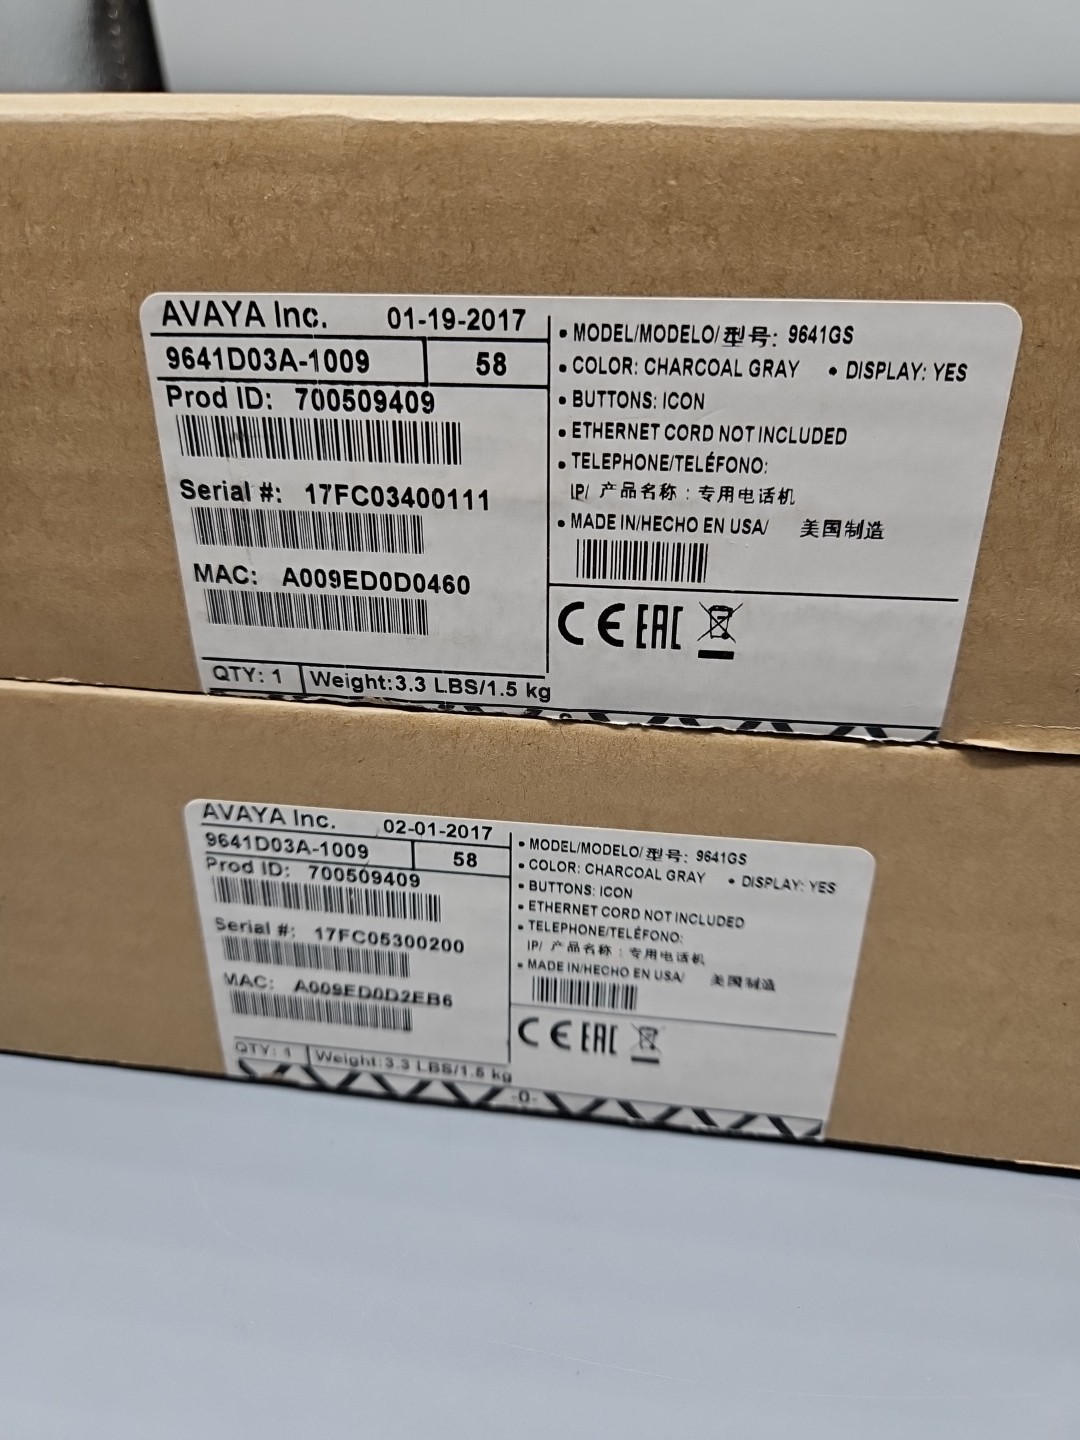 AVAYA Inc. 01-19-2017
9641D03A-1009 58
Prod ID: 700509409
Serial #: 17FC03400111
MAC: A009ED0D0460
QTY: 1 Weight:3.3 LBS/1.5 kg
• MODEL/MODELO/型号: 9641GS
• COLOR: CHARCOAL GRAY • DISPLAY: YES
• BUTTONS: ICON
• ETHERNET CORD NOT INCLUDED
• TELEPHONE/TELÉFONO:
IP/ 产品名称：专用电话机
• MADE IN/HECHO EN USA/ 美国制造
CE EAC
AVAYA Inc. 02-01-2017
9641D03A-1009 58
Prod ID: 700509409
Serial #: 17FC05300200
MAC: A009ED0D2EB6
QTY: 1 Weight:3.3 LBS/1.5 kg
-0-
• MODEL/MODELO/型号: 9641GS
• COLOR: CHARCOAL GRAY • DISPLAY: YES
• BUTTONS: ICON
• ETHERNET CORD NOT INCLUDED
• TELEPHONE/TELÉFONO:
IP/ 产品名称：专用电话机
• MADE IN/HECHO EN USA/ 美国制造
CE EAC